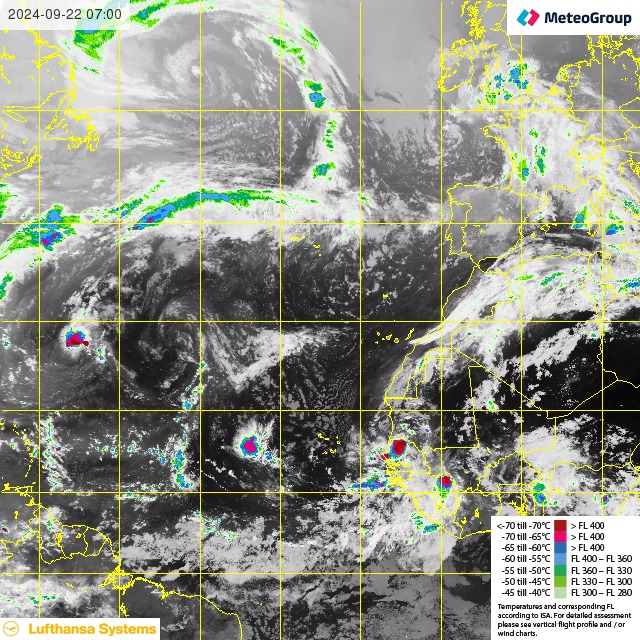 2024-09-22 07:00
MeteoGroup
<-70 till -70°C > FL 400
-70 till -65°C > FL 400
-65 till -60°C > FL 400
-60 till -55°C FL 400 – FL 360
-55 till -50°C FL 360 – FL 330
-50 till -45°C FL 330 – FL 300
-45 till -40°C FL 300 – FL 280
Temperatures and corresponding FL
according to ISA. For detailed assessment
please see vertical flight profile and / or
wind charts.
Lufthansa Systems